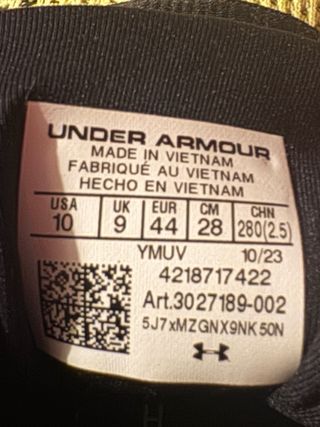 UNDER ARMOUR
MADE IN VIETNAM
FABRIQUÉ AU VIETNAM
HECHO EN VIETNAM
USA UK EUR CM CHN
10 9 44 28 280(2.5)
YMUV 10/23
4218717422
Art.3027189-002
5J7xMZGNX9NK50N